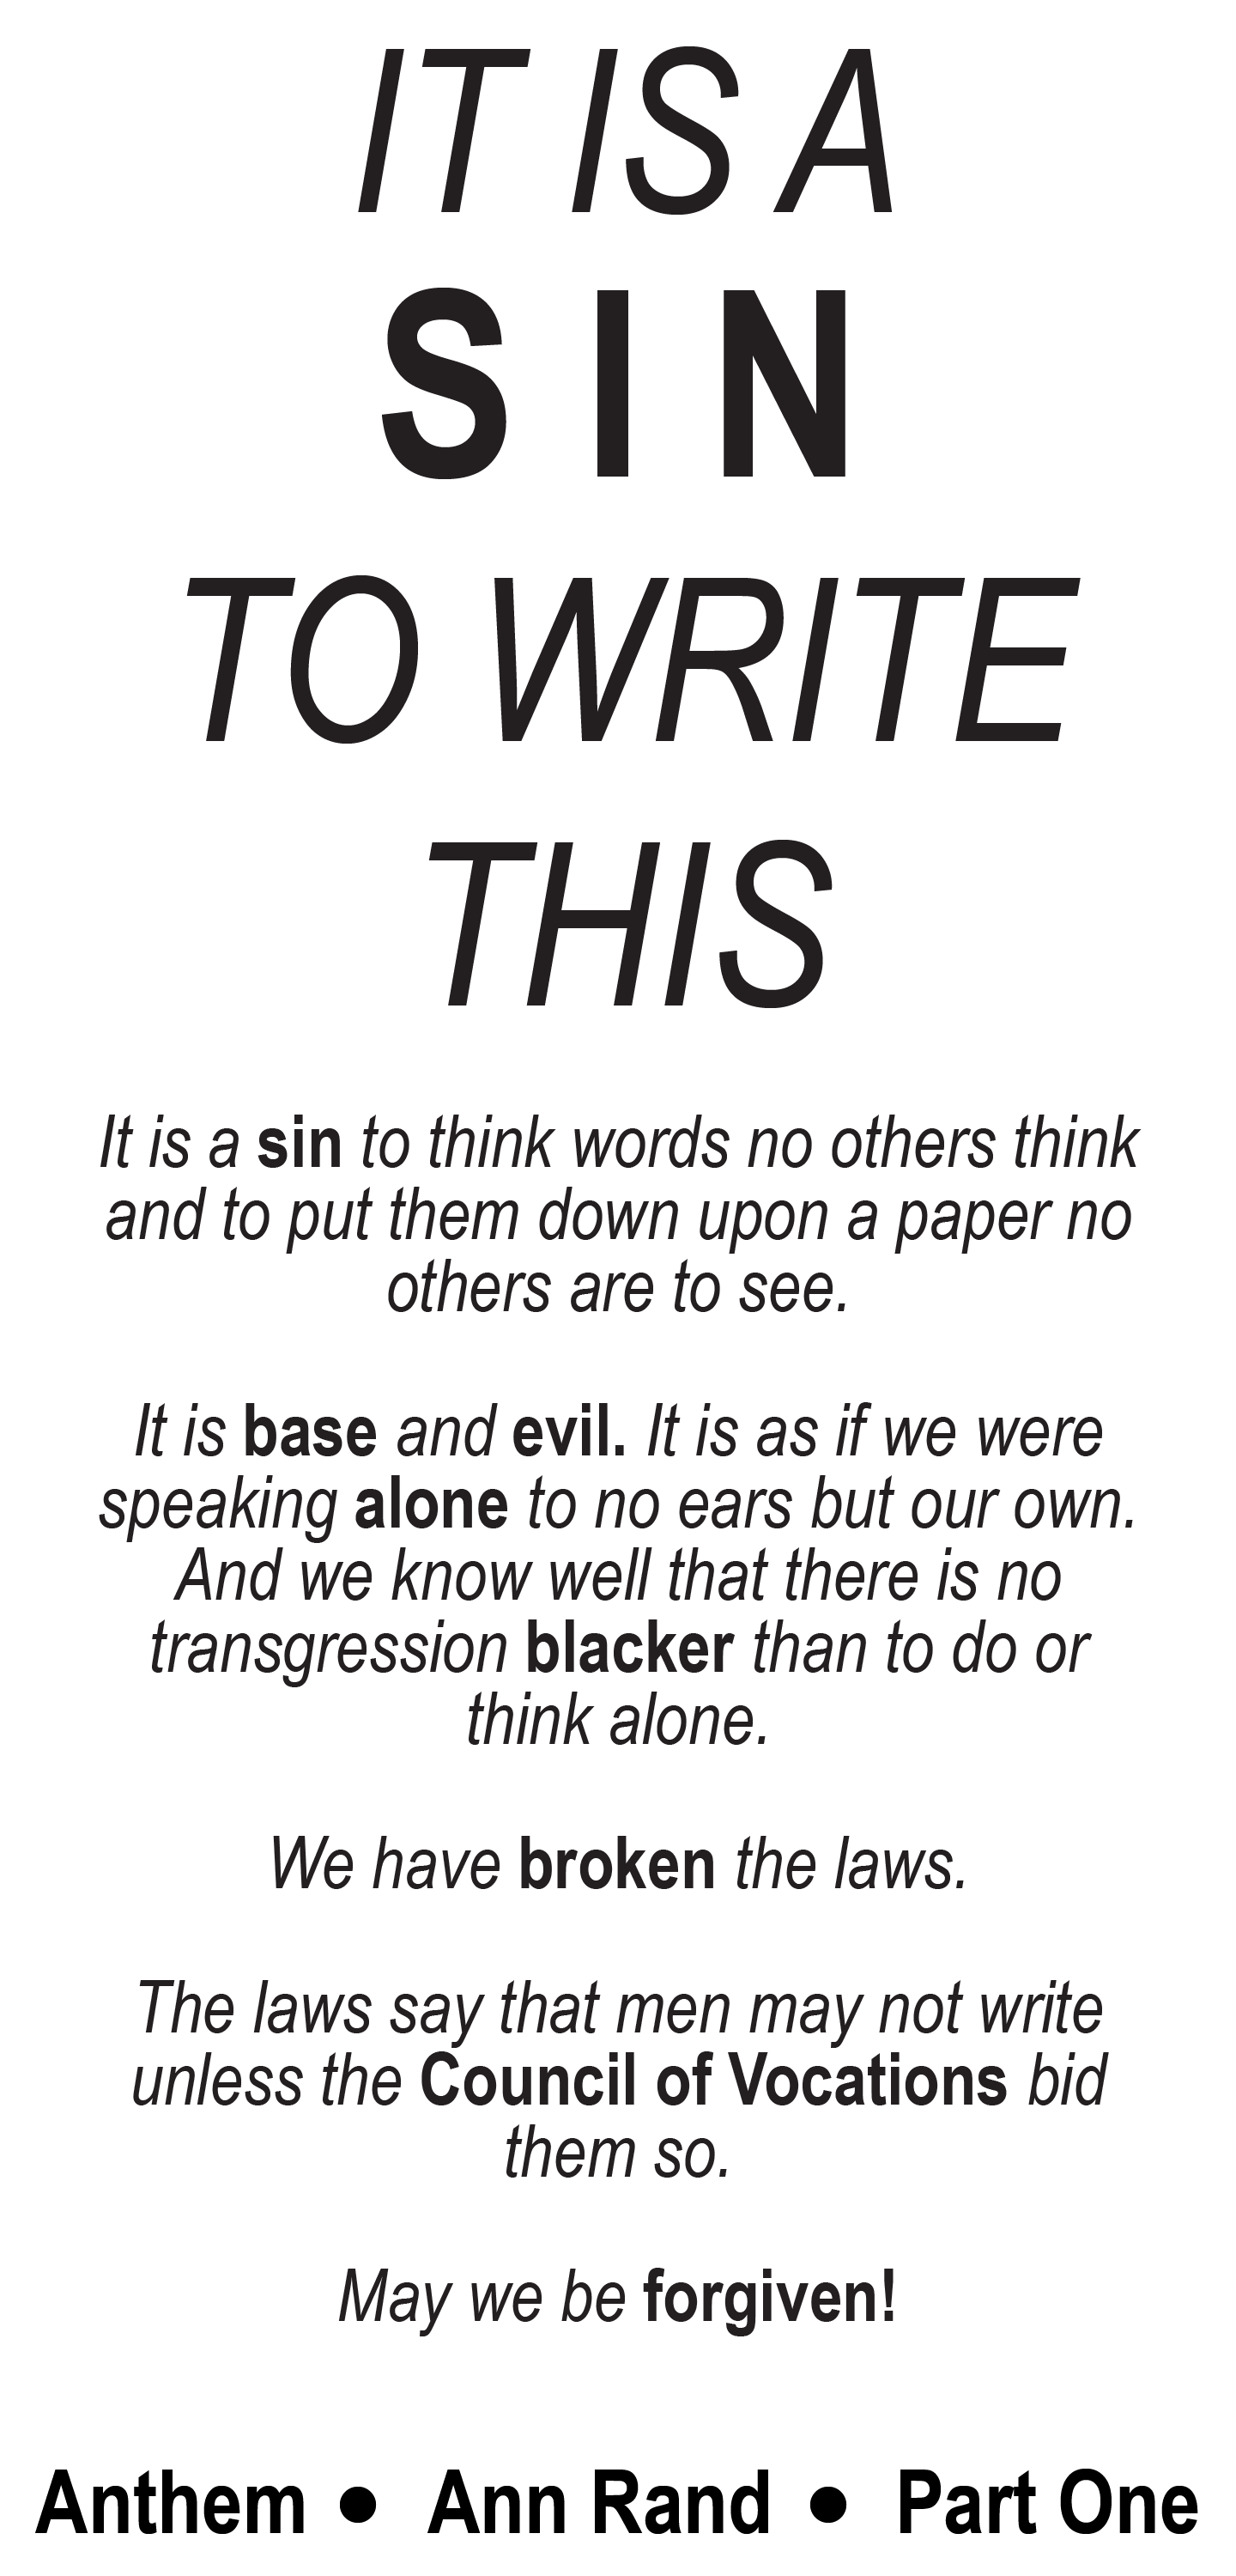 IT IS A
SIN
TO WRITE
THIS
It is a sin to think words no others think
and to put them down upon a paper no
others are to see.
It is base and evil. It is as if we were
speaking alone to no ears but our own.
And we know well that there is no
transgression blacker than to do or
think alone.
We have broken the laws.
The laws say that men may not write
unless the Council of Vocations bid
them so.
May we be forgiven!
Anthem ● Ann Rand ● Part One